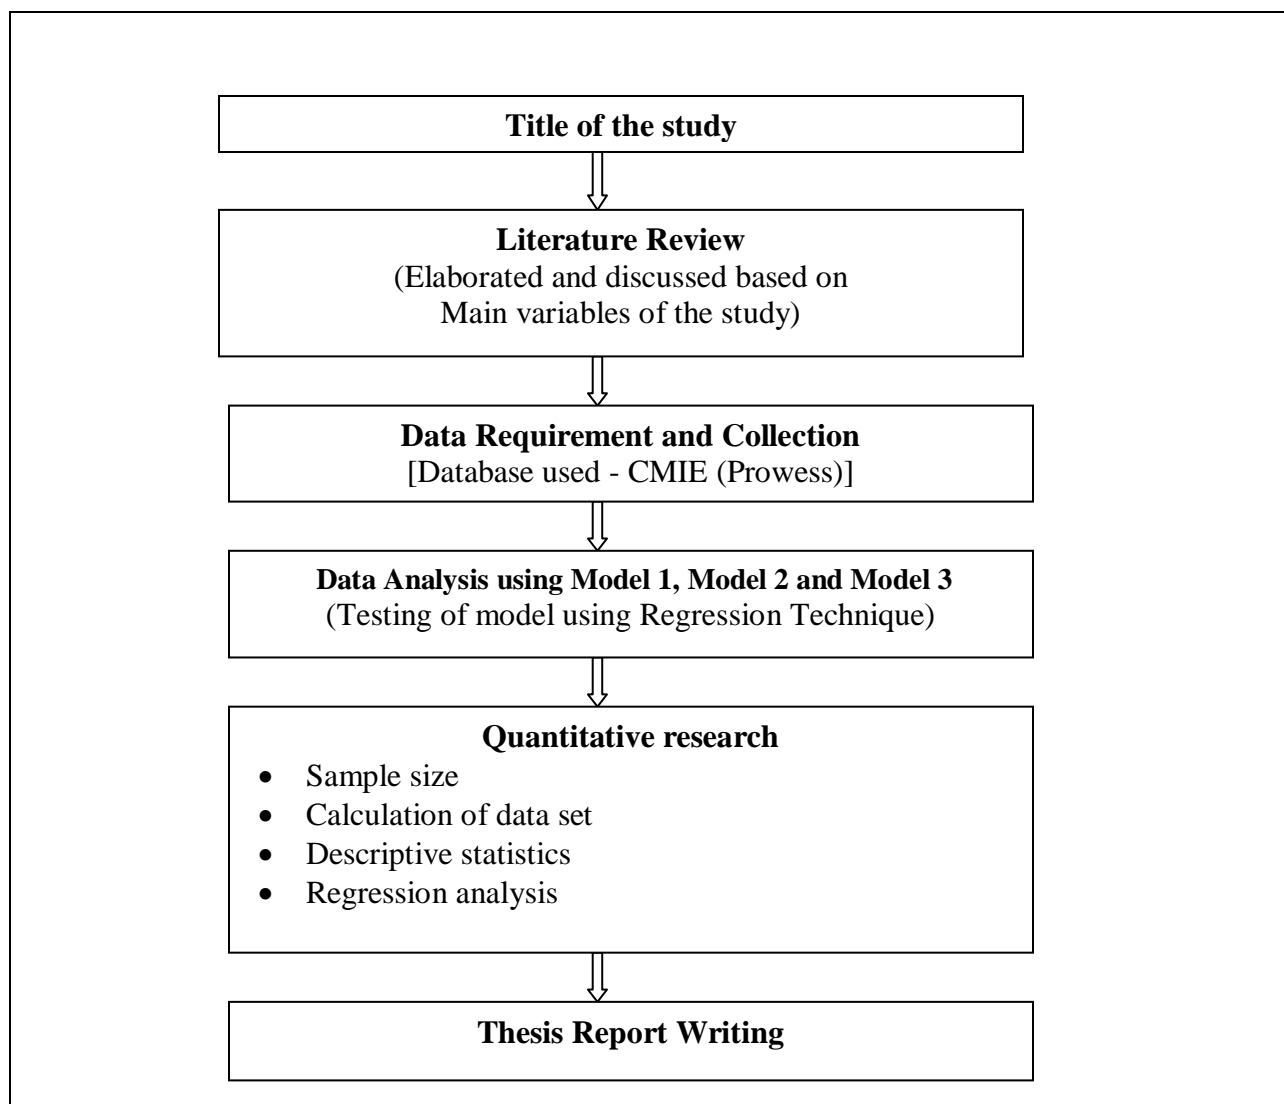 Title of the study
Literature Review
(Elaborated and discussed based on
Main variables of the study)
Data Requirement and Collection
[Database used - CMIE (Prowess)]
Data Analysis using Model 1, Model 2 and Model 3
(Testing of model using Regression Technique)
Quantitative research
• Sample size
• Calculation of data set
• Descriptive statistics
• Regression analysis
Thesis Report Writing